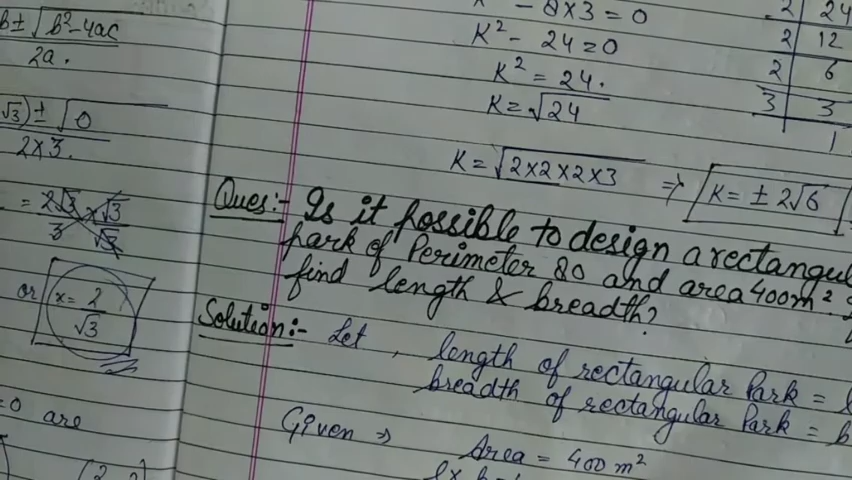 b ± √b²-4ac
2a.
√3) ± √0
2×3.
= 2√3 × √3
3 √3
or x = 2
√3
=0 are
- 8×3 = 0
K² - 24 = 0
K² = 24.
K = √24
K = √2×2×2×3 ⇒ K = ± 2√6
2 24
2 12
2 6
3 3
1
Ques:- Is it possible to design a rectangul
park of Perimeter 80 and area 400m².
find length & breadth?
Solution:- Let, length of rectangular Park = l
breadth of rectangular Park = b
Given ⇒ Area = 400 m²